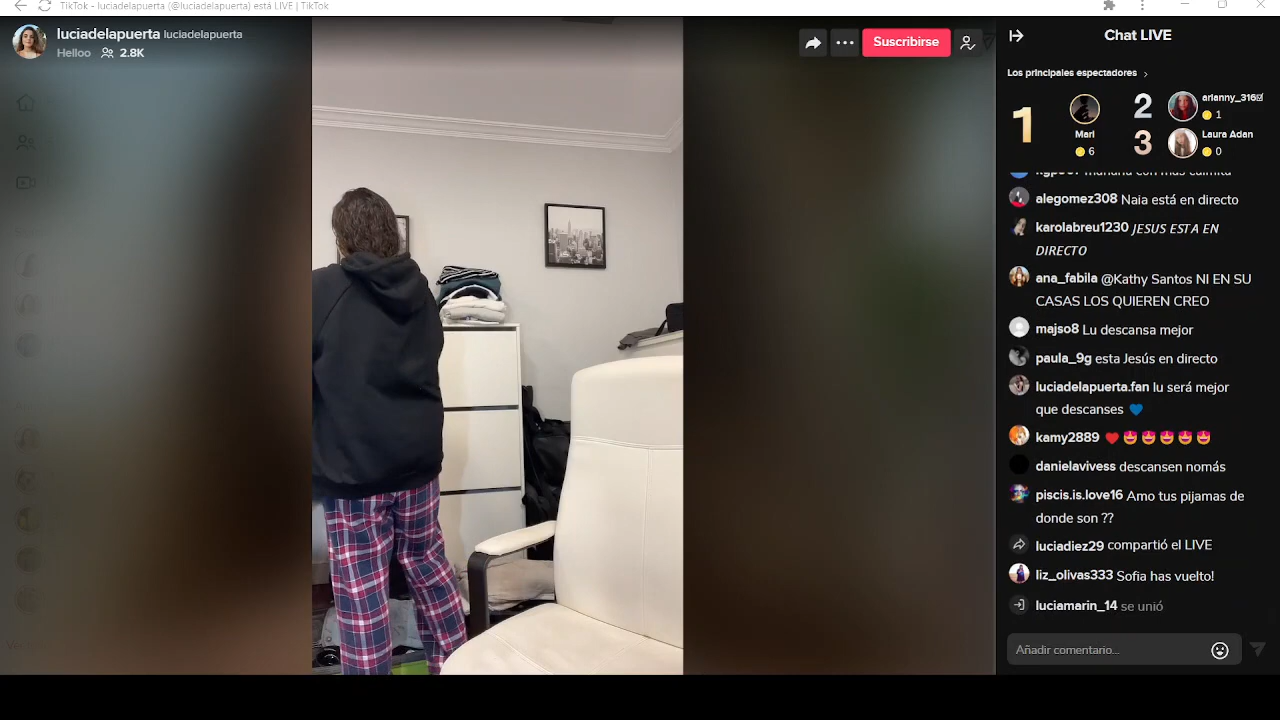 TikTok - luciadelapuerta (@luciadelapuerta) está LIVE | TikTok
luciadelapuerta luciadelapuerta
Helloo 2.8K
Suscribirse
Chat LIVE
Los principales espectadores
1
Mari
6
2
arianny_316
1
3
Laura Adan
0
alegomez308 Naia está en directo
karolabreu1230 JESUS ESTA EN
DIRECTO
ana_fabila @Kathy Santos NI EN SU
CASAS LOS QUIEREN CREO
majso8 Lu descansa mejor
paula_9g esta Jesús en directo
luciadelapuerta.fan lu será mejor
que descanses 💙
kamy2889 ❤️🤩🤩🤩🤩🤩
danielavivess descansen nomás
piscis.is.love16 Amo tus pijamas de
donde son ??
luciadiez29 compartió el LIVE
liz_olivas333 Sofia has vuelto!
luciamarin_14 se unió
Añadir comentario...